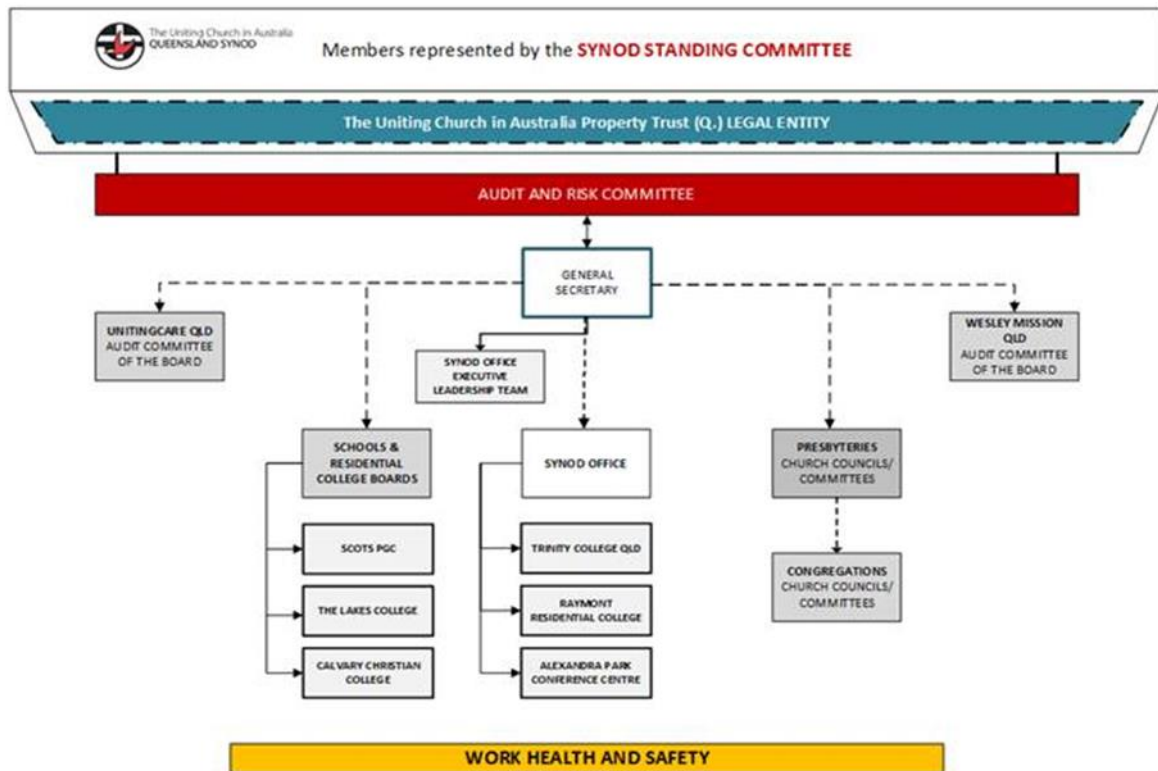 The Uniting Church in Australia
QUEENSLAND SYNOD
Members represented by the SYNOD STANDING COMMITTEE
The Uniting Church in Australia Property Trust (Q.) LEGAL ENTITY
AUDIT AND RISK COMMITTEE
GENERAL
SECRETARY
UNITINGCARE QLD
AUDIT COMMITTEE
OF THE BOARD
WESLEY MISSION
QLD
AUDIT COMMITTEE
OF THE BOARD
SYNOD OFFICE
EXECUTIVE
LEADERSHIP TEAM
SCHOOLS &
RESIDENTIAL
COLLEGE BOARDS
SYNOD OFFICE
PRESBYTERIES
CHURCH COUNCILS/
COMMITTEES
SCOTS PGC
TRINITY COLLEGE QLD
CONGREGATIONS
CHURCH COUNCILS/
COMMITTEES
THE LAKES COLLEGE
RAYMONT
RESIDENTIAL COLLEGE
CALVARY CHRISTIAN
COLLEGE
ALEXANDRA PARK
CONFERENCE CENTRE
WORK HEALTH AND SAFETY